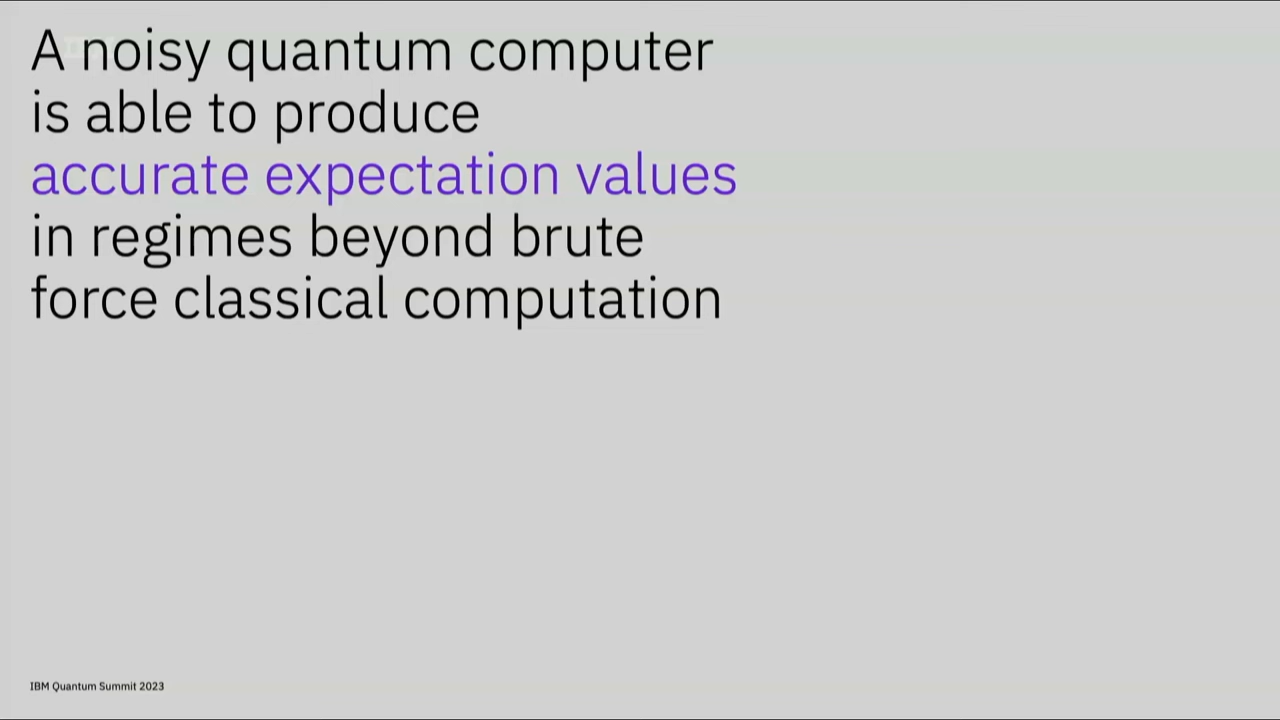 A noisy quantum computer
is able to produce
accurate expectation values
in regimes beyond brute
force classical computation
IBM Quantum Summit 2023